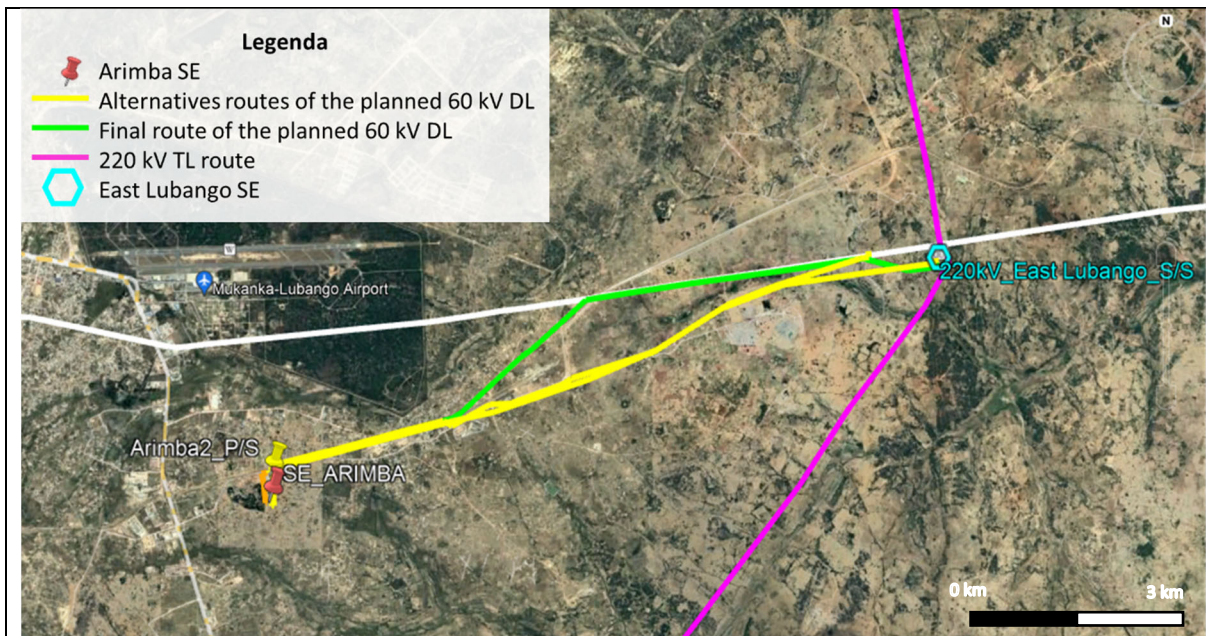 Legenda
Arimba SE
Alternatives routes of the planned 60 kV DL
Final route of the planned 60 kV DL
220 kV TL route
East Lubango SE
N
W
Mukanka-Lubango Airport
220kV_East Lubango_S/S
Arimba2_P/S
SE_ARIMBA
0 km
3 km